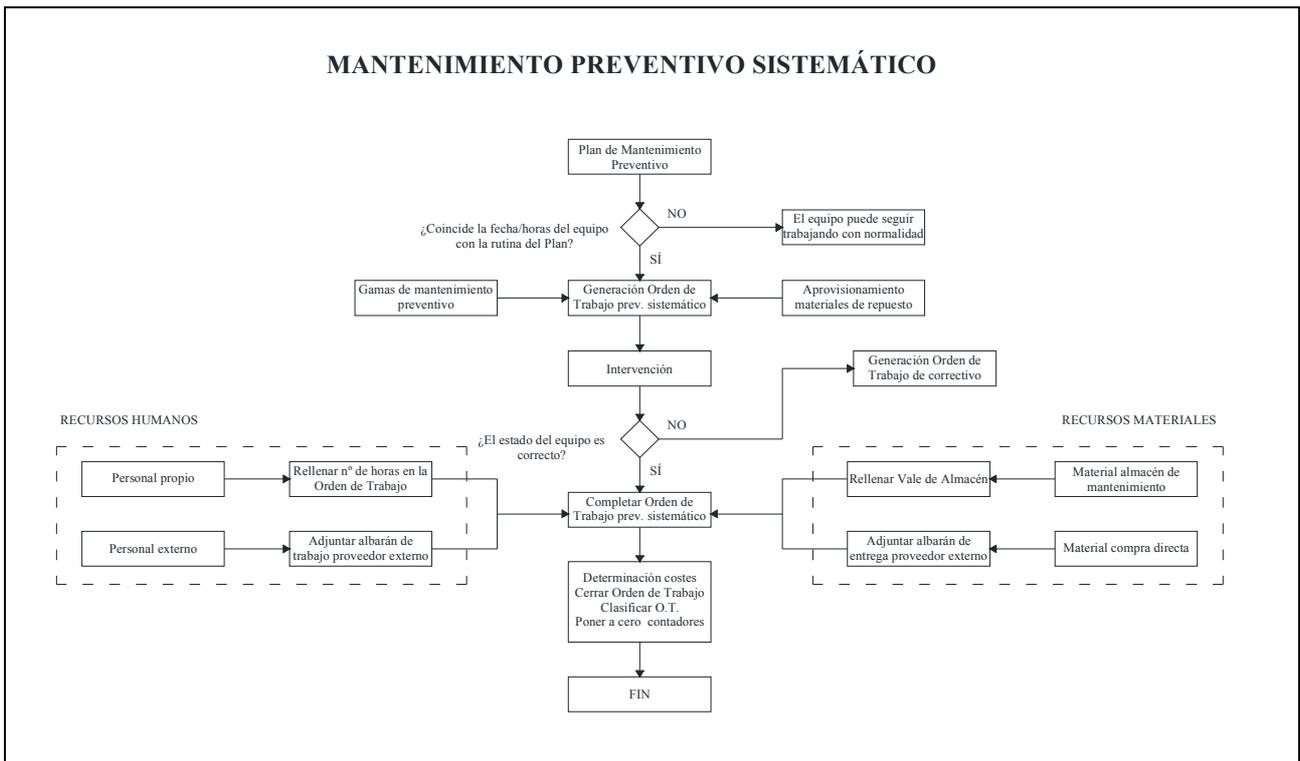 MANTENIMIENTO PREVENTIVO SISTEMÁTICO
Plan de Mantenimiento
Preventivo
NO
¿Coincide la fecha/horas del equipo
con la rutina del Plan?
El equipo puede seguir
trabajando con normalidad
SÍ
Gamas de mantenimiento
preventivo
Generación Orden de
Trabajo prev. sistemático
Aprovisionamiento
materiales de repuesto
Intervención
Generación Orden de
Trabajo de correctivo
RECURSOS HUMANOS
NO
RECURSOS MATERIALES
¿El estado del equipo es
correcto?
SÍ
Personal propio
Rellenar nº de horas en la
Orden de Trabajo
Rellenar Vale de Almacén
Material almacén de
mantenimiento
Completar Orden de
Trabajo prev. sistemático
Personal externo
Adjuntar albarán de
trabajo proveedor externo
Adjuntar albarán de
entrega proveedor externo
Material compra directa
Determinación costes
Cerrar Orden de Trabajo
Clasificar O.T.
Poner a cero contadores
FIN